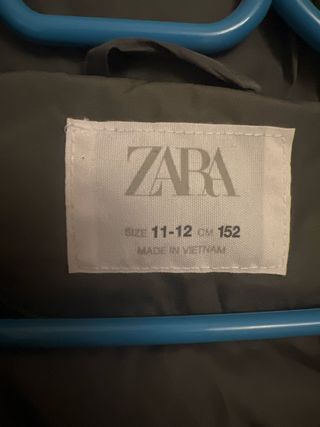 ZARA
SIZE 11-12 CM 152
MADE IN VIETNAM